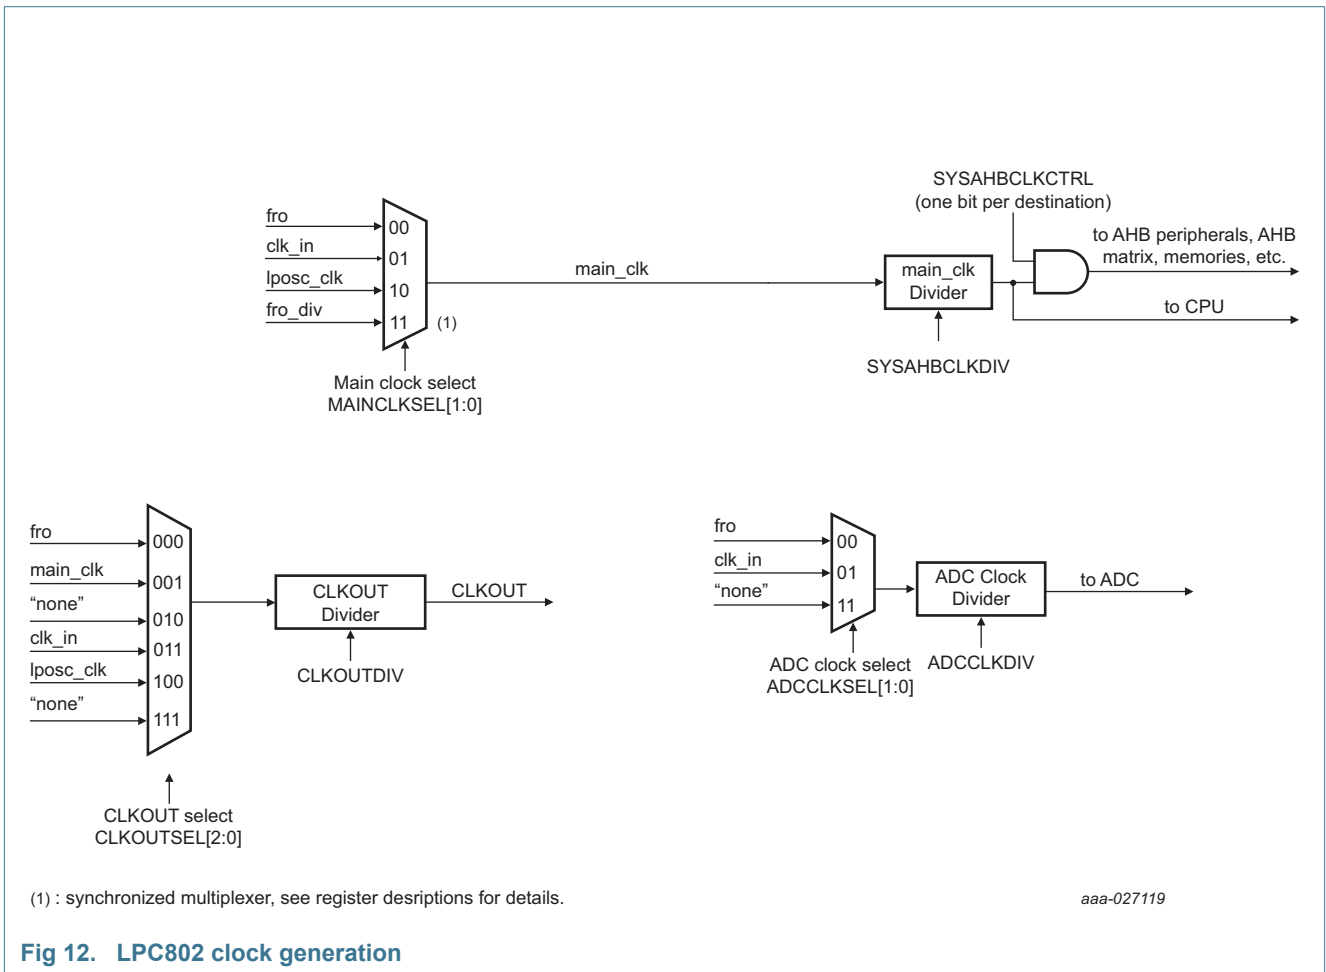 SYSAHBCLKCTRL
(one bit per destination)
to AHB peripherals, AHB
matrix, memories, etc.
fro
00
clk_in
01
lposc_clk
10
fro_div
11
(1)
main_clk
main_clk
Divider
to CPU
SYSAHBCLKDIV
Main clock select
MAINCLKSEL[1:0]
fro
000
main_clk
001
“none”
010
clk_in
011
lposc_clk
100
“none”
111
CLKOUT
Divider
CLKOUT
CLKOUTDIV
CLKOUT select
CLKOUTSEL[2:0]
fro
00
clk_in
01
“none”
11
ADC Clock
Divider
to ADC
ADC clock select
ADCCLKSEL[1:0]
ADCCLKDIV
(1) : synchronized multiplexer, see register desriptions for details.
aaa-027119
Fig 12. LPC802 clock generation